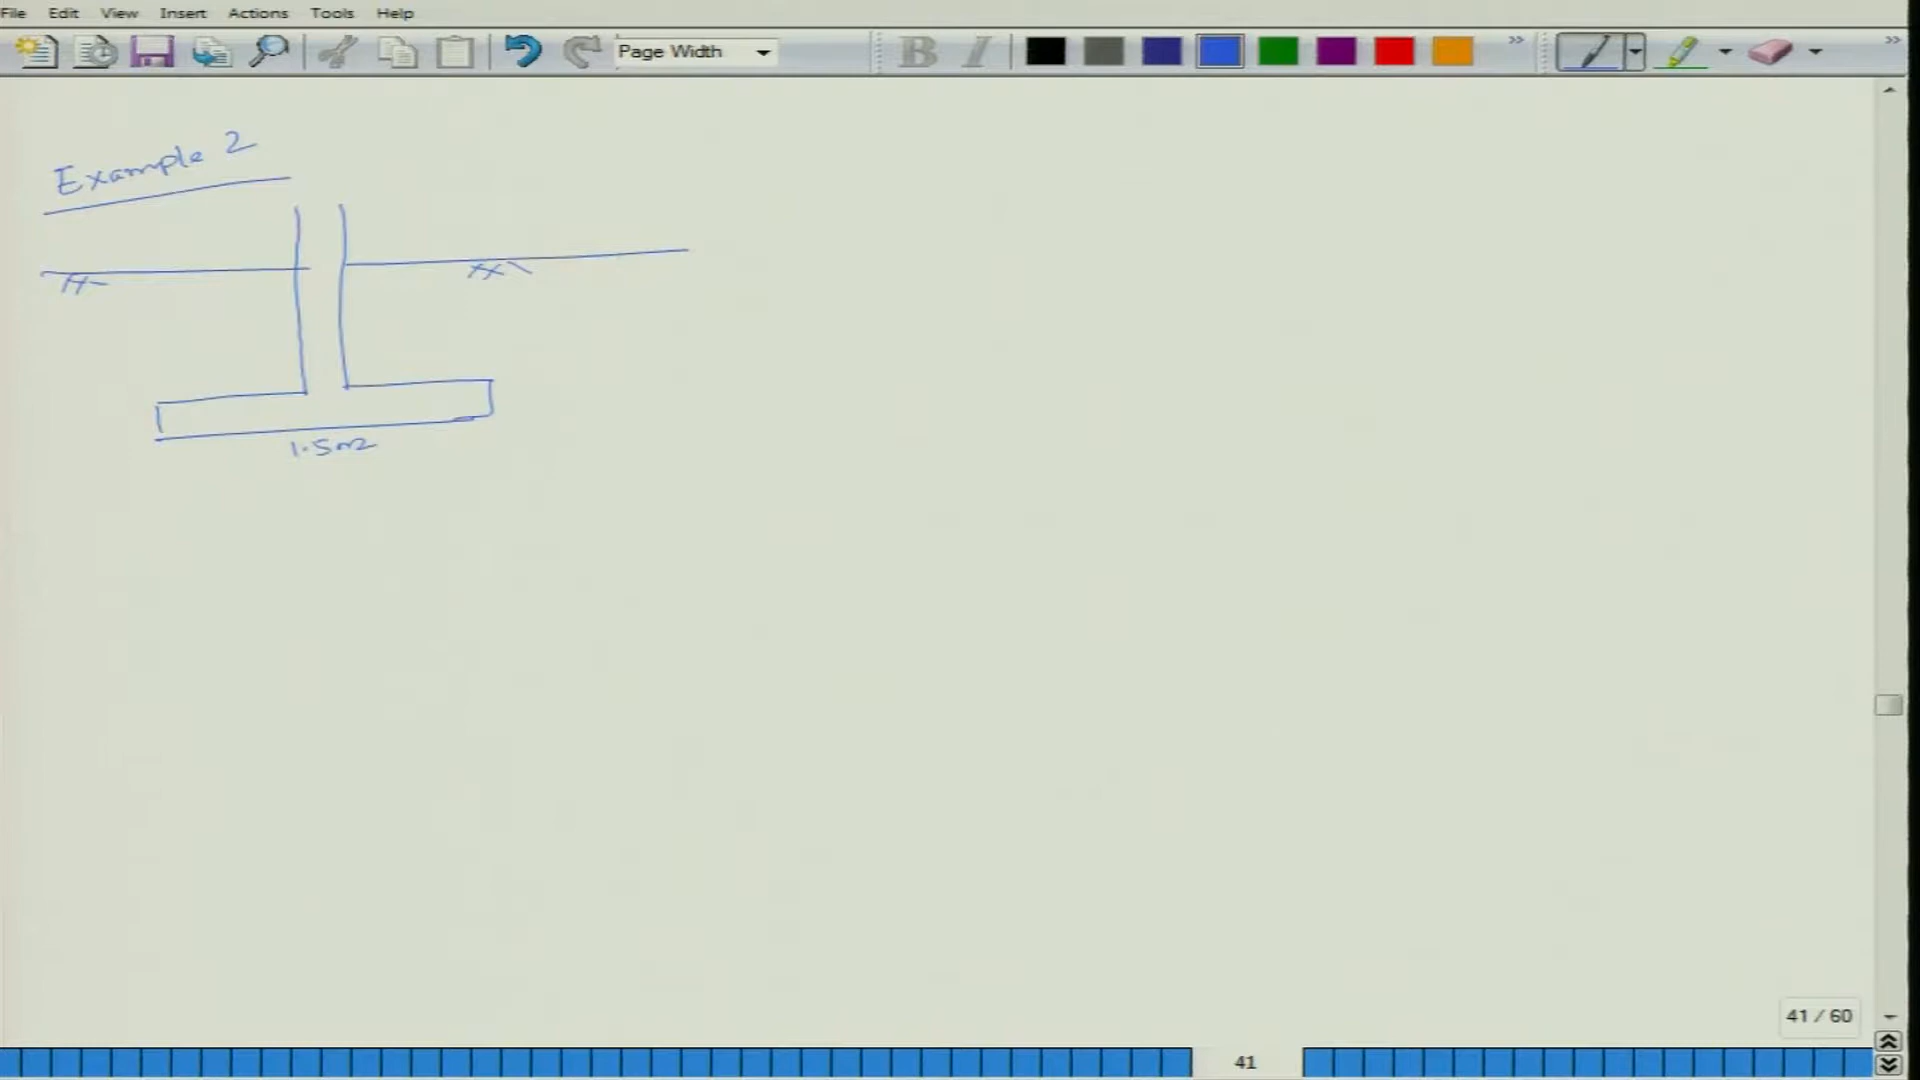 File Edit View Insert Actions Tools Help
Page Width
B I
Example 2
1.5m
41 / 60
41